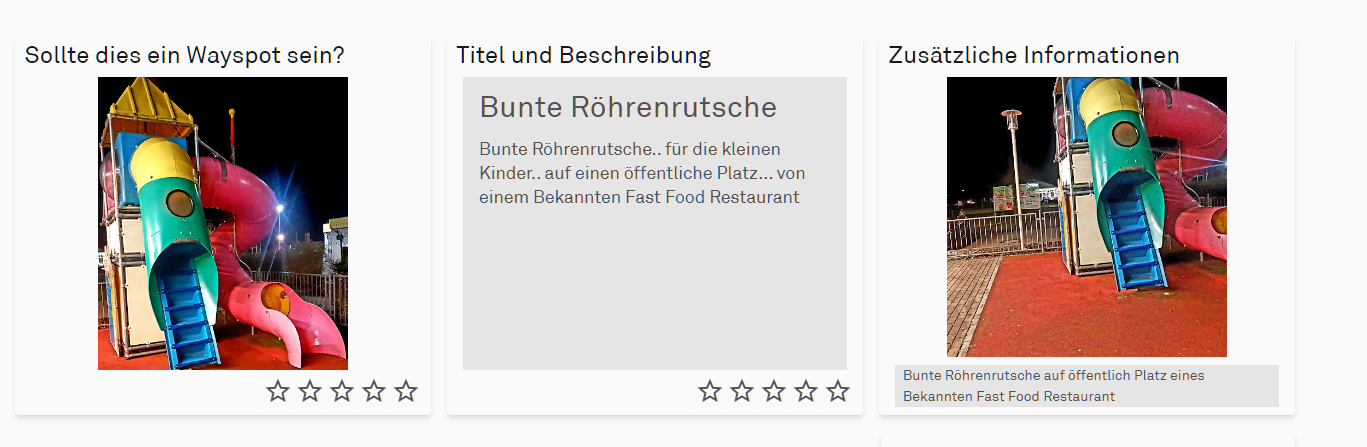 Sollte dies ein Wayspot sein?
Titel und Beschreibung
Bunte Röhrenrutsche
Bunte Röhrenrutsche.. für die kleinen
Kinder.. auf einen öffentliche Platz... von
einem Bekannten Fast Food Restaurant
Zusätzliche Informationen
Bunte Röhrenrutsche auf öffentlich Platz eines
Bekannten Fast Food Restaurant